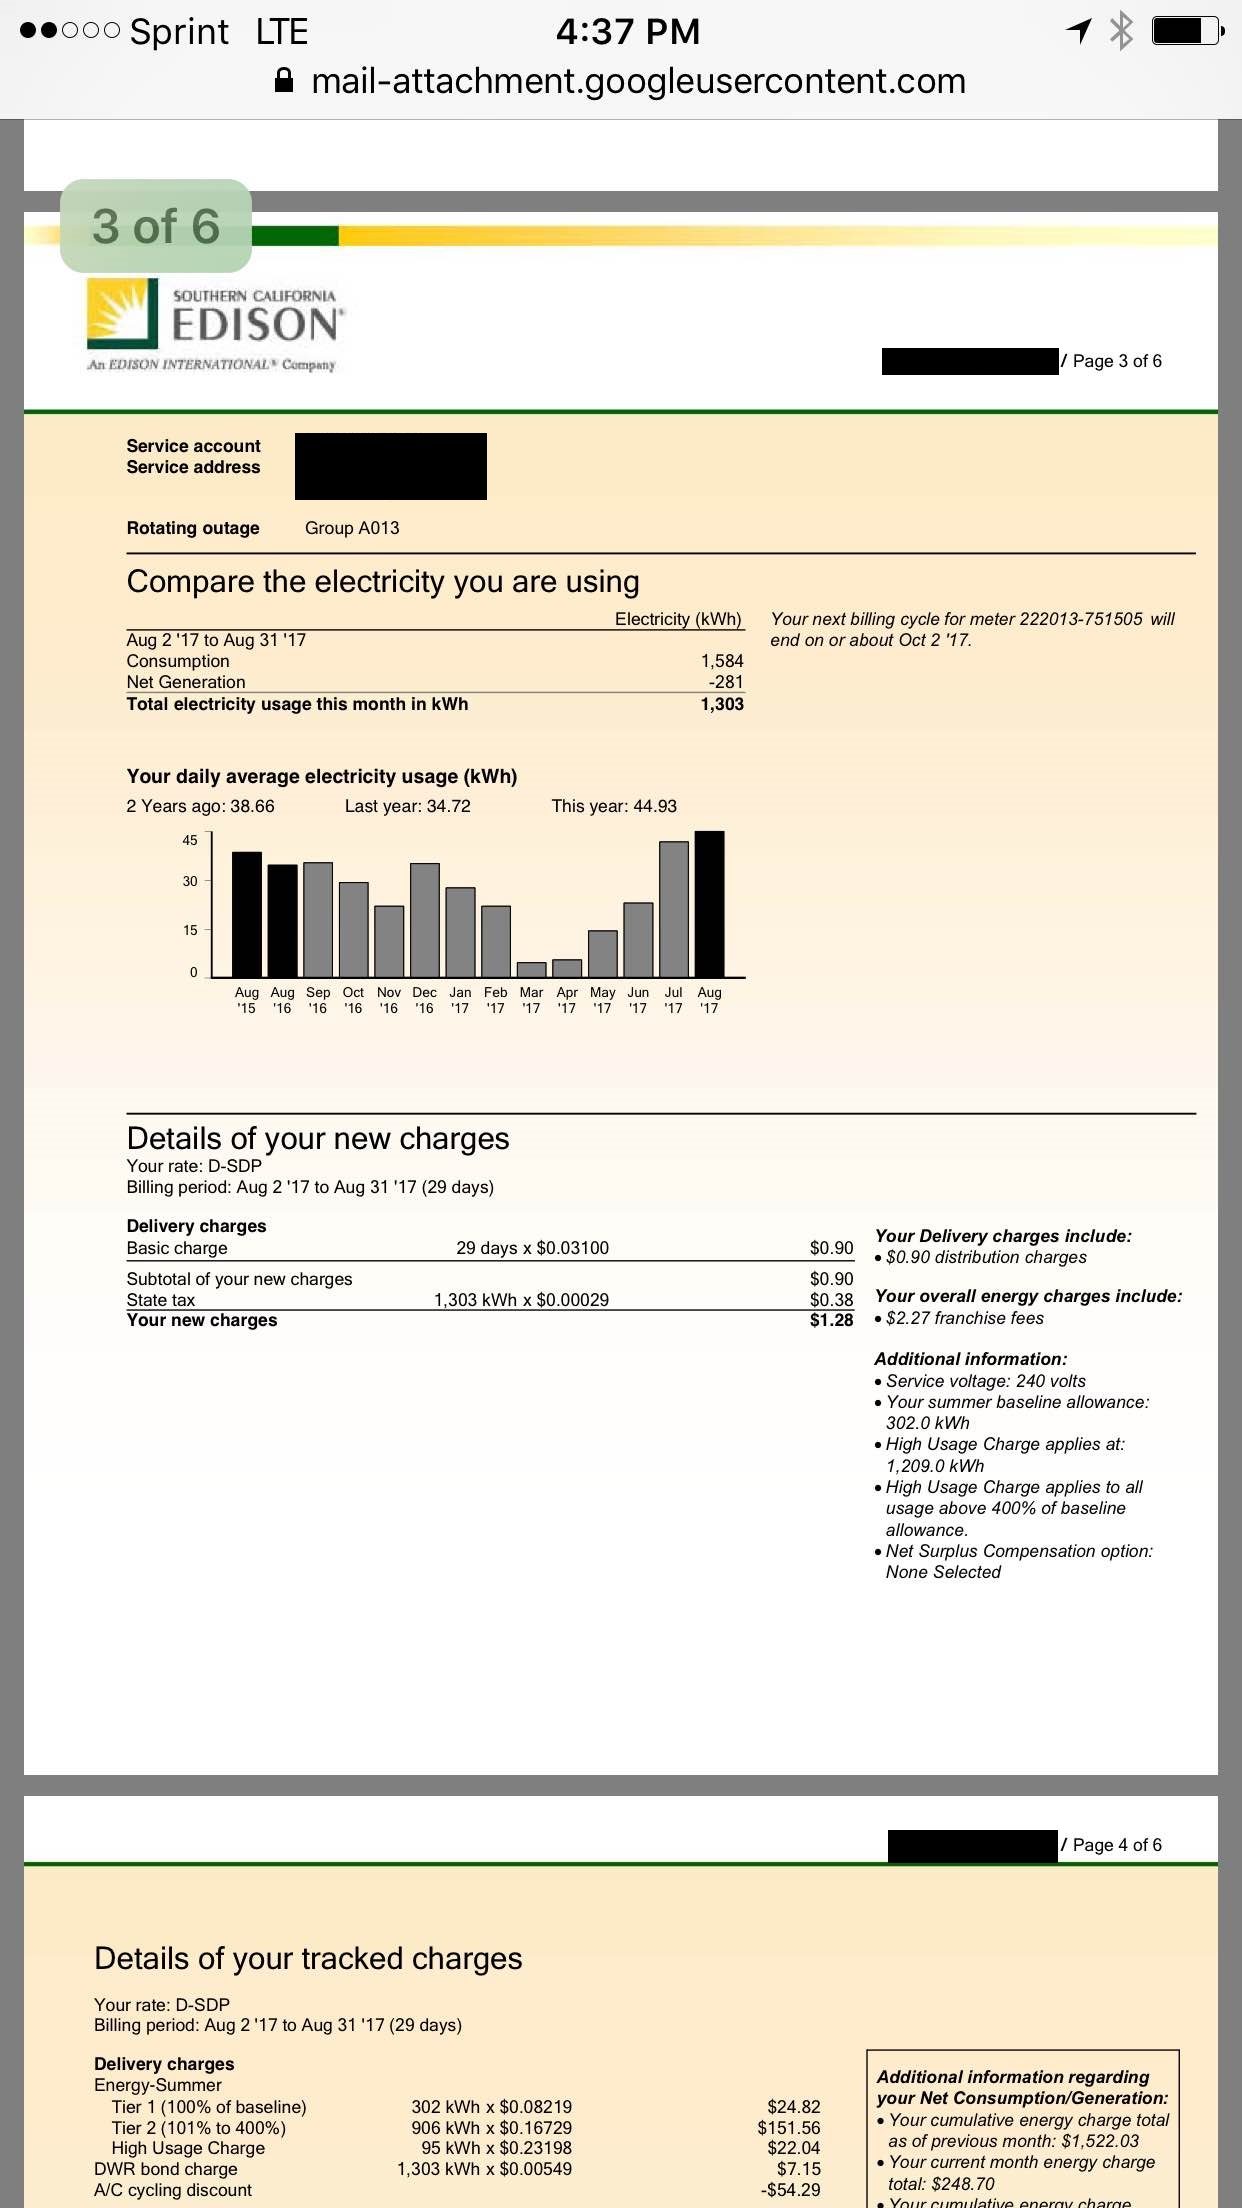 Sprint LTE 4:37 PM
mail-attachment.googleusercontent.com
3 of 6
SOUTHERN CALIFORNIA
EDISON®
An EDISON INTERNATIONAL® Company
/ Page 3 of 6
Service account
Service address
Rotating outage Group A013
Compare the electricity you are using
Electricity (kWh)
Aug 2 '17 to Aug 31 '17
Consumption 1,584
Net Generation -281
Total electricity usage this month in kWh 1,303
Your next billing cycle for meter 222013-751505 will
end on or about Oct 2 '17.
Your daily average electricity usage (kWh)
2 Years ago: 38.66 Last year: 34.72 This year: 44.93
45
30
15
0
Aug Aug Sep Oct Nov Dec Jan Feb Mar Apr May Jun Jul Aug
'15 '16 '16 '16 '16 '16 '17 '17 '17 '17 '17 '17 '17 '17
Details of your new charges
Your rate: D-SDP
Billing period: Aug 2 '17 to Aug 31 '17 (29 days)
Delivery charges
Basic charge 29 days x $0.03100 $0.90
Subtotal of your new charges $0.90
State tax 1,303 kWh x $0.00029 $0.38
Your new charges $1.28
Your Delivery charges include:
• $0.90 distribution charges
Your overall energy charges include:
• $2.27 franchise fees
Additional information:
• Service voltage: 240 volts
• Your summer baseline allowance:
302.0 kWh
• High Usage Charge applies at:
1,209.0 kWh
• High Usage Charge applies to all
usage above 400% of baseline
allowance.
• Net Surplus Compensation option:
None Selected
/ Page 4 of 6
Details of your tracked charges
Your rate: D-SDP
Billing period: Aug 2 '17 to Aug 31 '17 (29 days)
Delivery charges
Energy-Summer
Tier 1 (100% of baseline) 302 kWh x $0.08219 $24.82
Tier 2 (101% to 400%) 906 kWh x $0.16729 $151.56
High Usage Charge 95 kWh x $0.23198 $22.04
DWR bond charge 1,303 kWh x $0.00549 $7.15
A/C cycling discount -$54.29
Additional information regarding
your Net Consumption/Generation:
• Your cumulative energy charge total
as of previous month: $1,522.03
• Your current month energy charge
total: $248.70
• Your cumulative energy charge